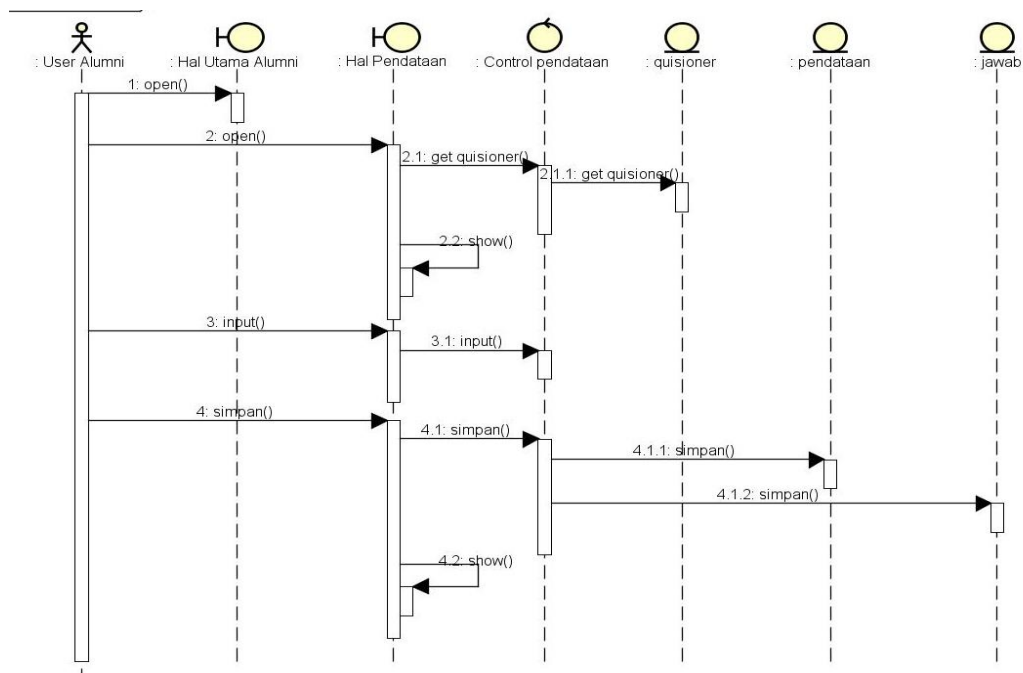 : User Alumni
: Hal Utama Alumni
: Hal Pendataan
: Control pendataan
: quisioner
: pendataan
: jawab
1: open()
2: open()
2.1: get quisioner()
2.1.1: get quisioner()
2.2: show()
3: input()
3.1: input()
4: simpan()
4.1: simpan()
4.1.1: simpan()
4.1.2: simpan()
4.2: show()